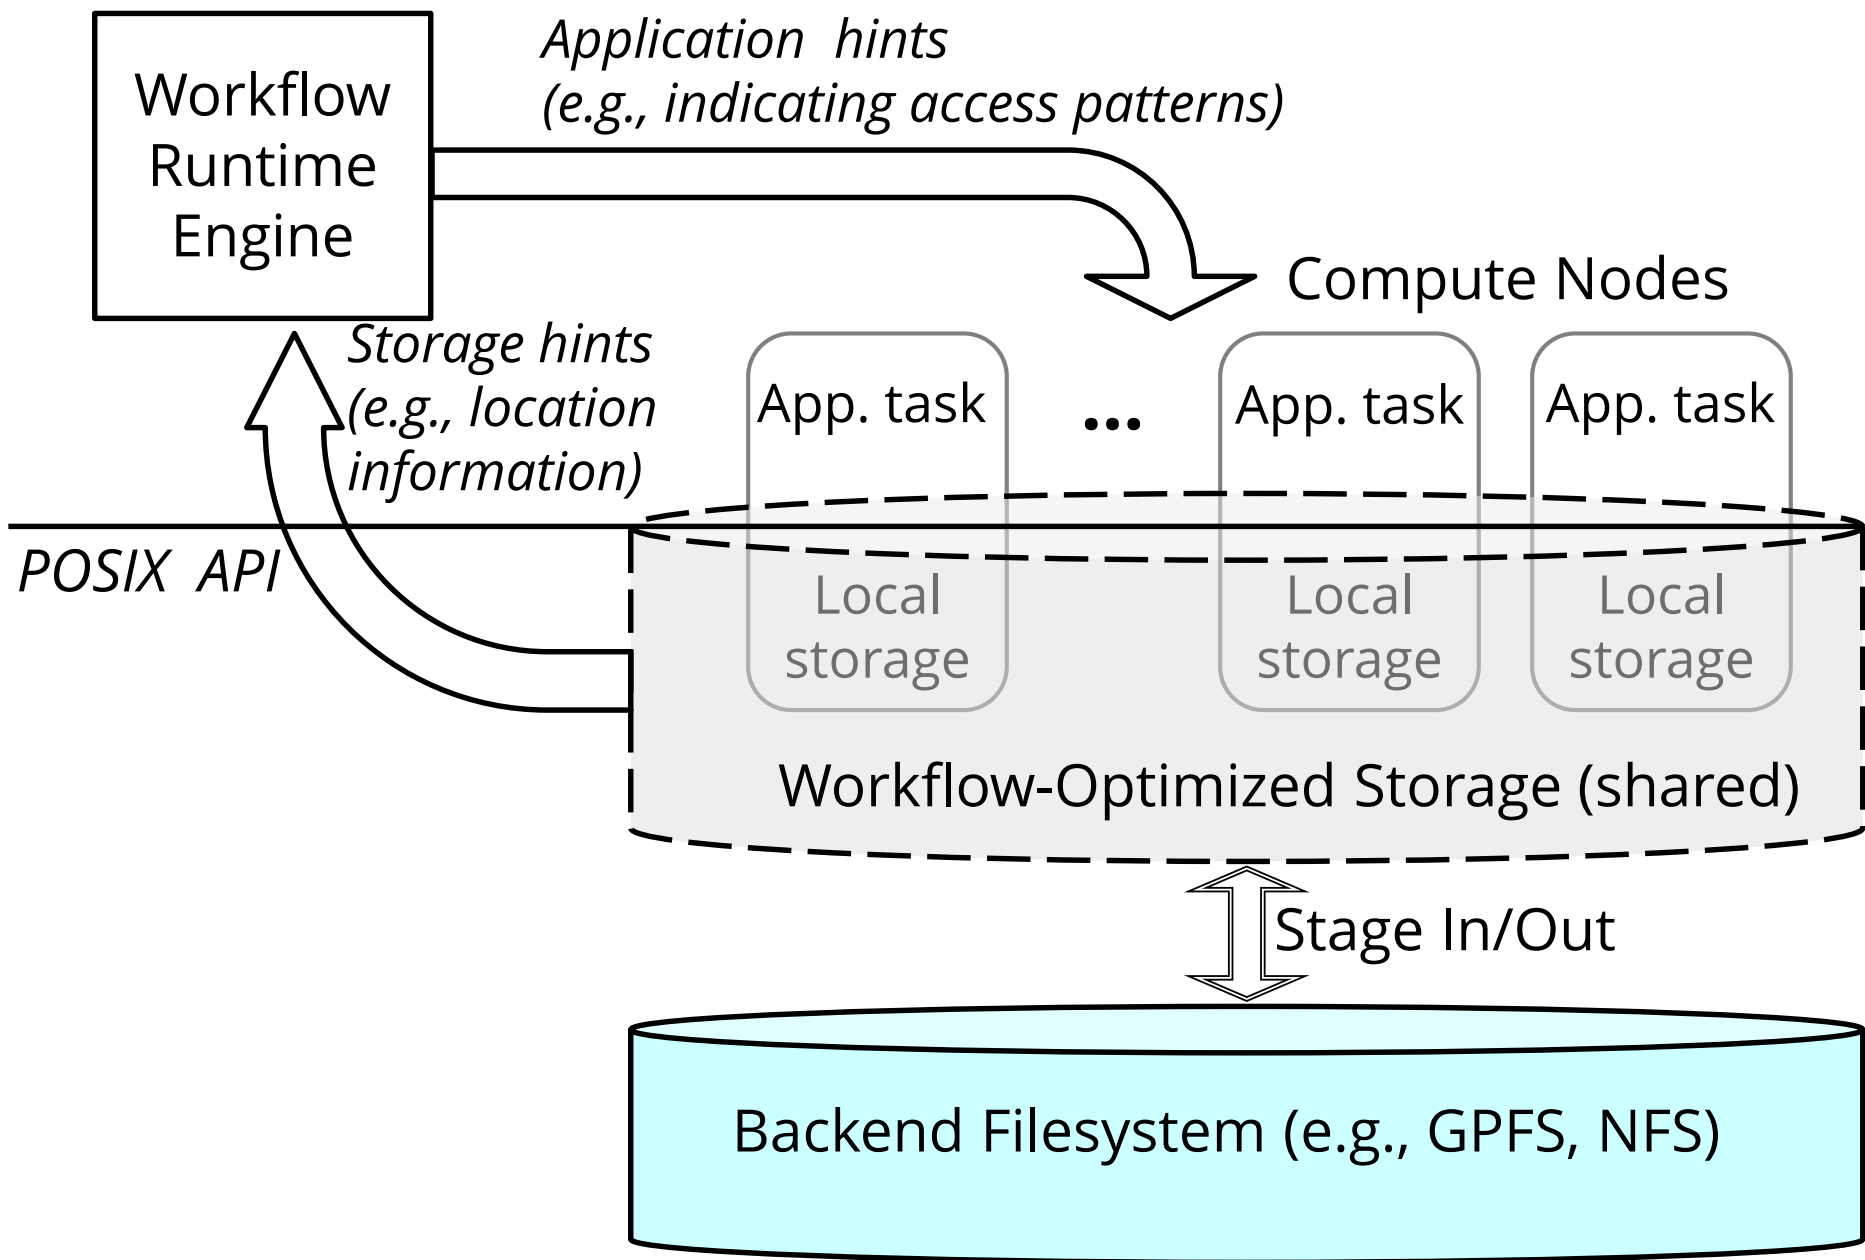 Workflow
Runtime
Engine
Application hints
(e.g., indicating access patterns)
Compute Nodes
Storage hints
(e.g., location
information)
App. task
...
App. task
App. task
POSIX API
Local
storage
Local
storage
Local
storage
Workflow-Optimized Storage (shared)
Stage In/Out
Backend Filesystem (e.g., GPFS, NFS)